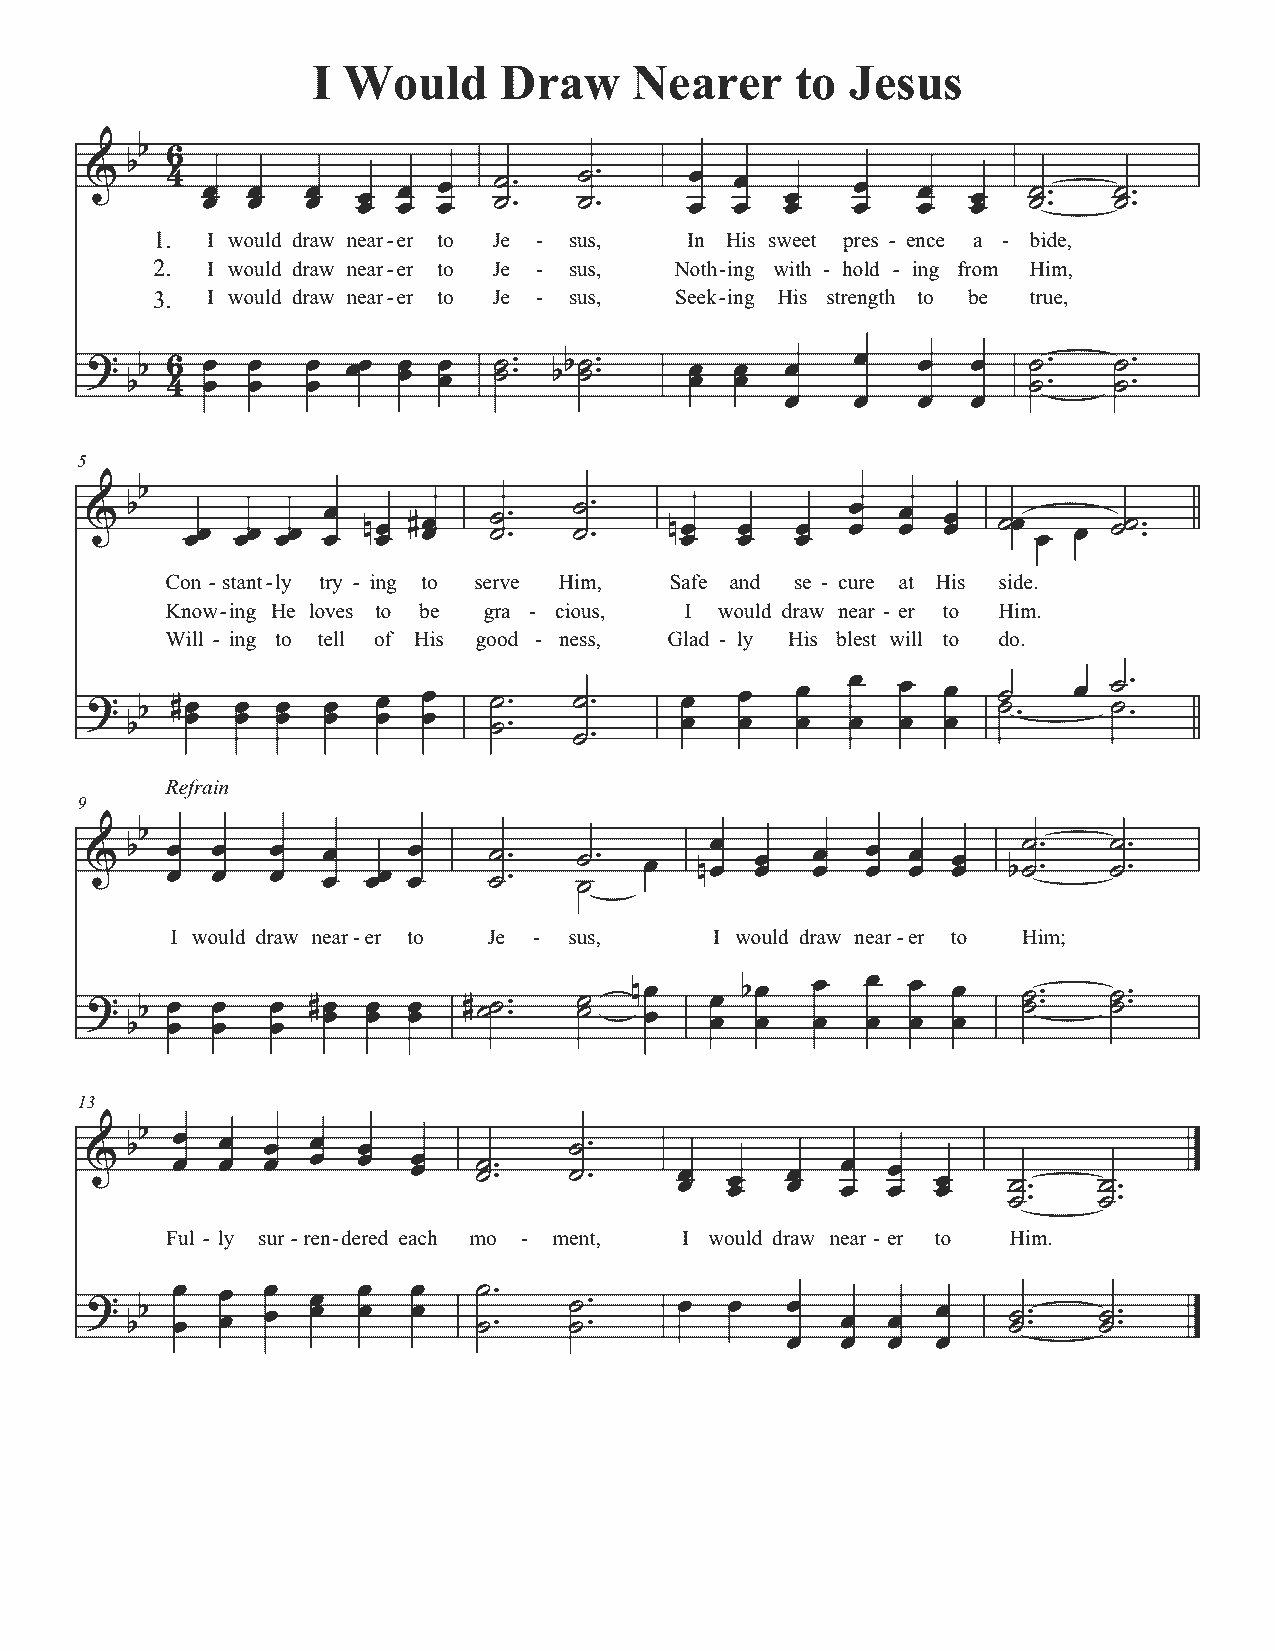 I Would Draw Nearer to Jesus
6
4
1. I would draw near - er to Je - sus, In His sweet pres - ence a - bide,
2. I would draw near - er to Je - sus, Noth - ing with - hold - ing from Him,
3. I would draw near - er to Je - sus, Seek - ing His strength to be true,
6
4
5
Con - stant - ly try - ing to serve Him, Safe and se - cure at His side.
Know - ing He loves to be gra - cious, I would draw near - er to Him.
Will - ing to tell of His good - ness, Glad - ly His blest will to do.
Refrain
9
I would draw near - er to Je - sus, I would draw near - er to Him;
13
Ful - ly sur - ren - dered each mo - ment, I would draw near - er to Him.